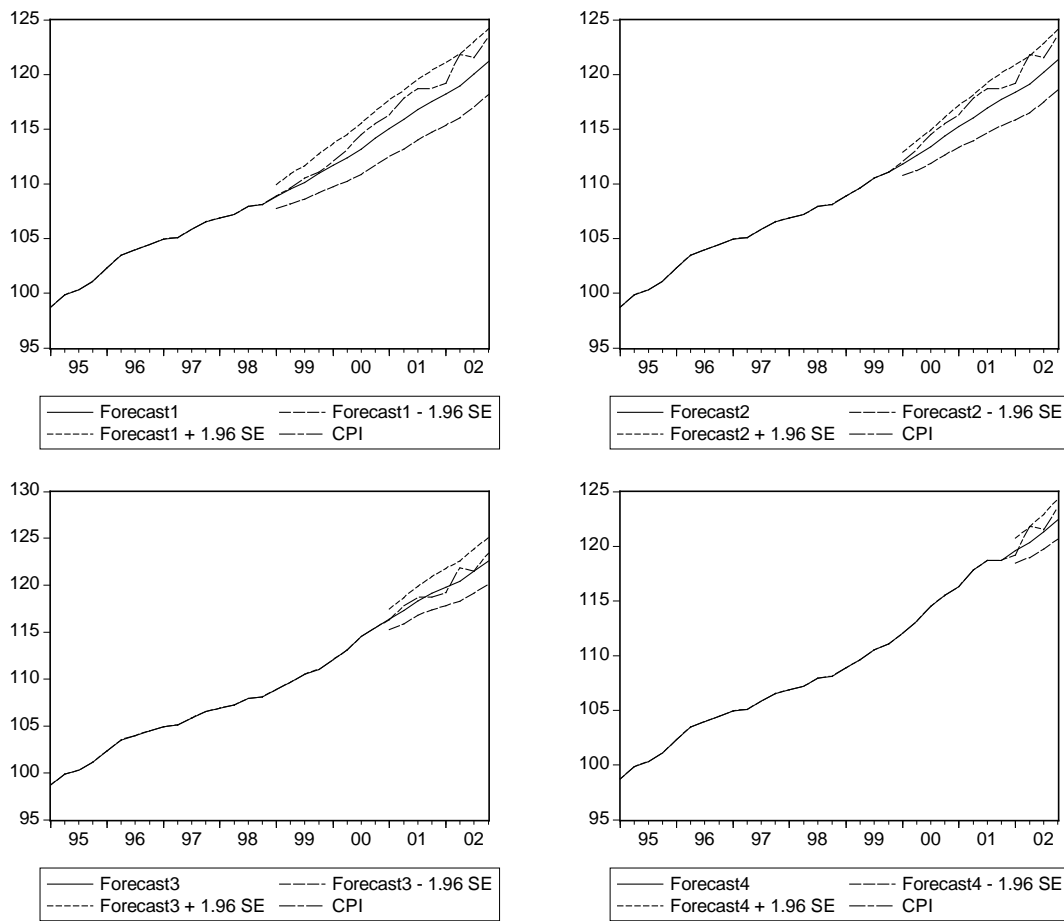 125
120
115
110
105
100
95
95 96 97 98 99 00 01 02
Forecast1 Forecast1 - 1.96 SE
Forecast1 + 1.96 SE CPI
125
120
115
110
105
100
95
95 96 97 98 99 00 01 02
Forecast2 Forecast2 - 1.96 SE
Forecast2 + 1.96 SE CPI
130
125
120
115
110
105
100
95
95 96 97 98 99 00 01 02
Forecast3 Forecast3 - 1.96 SE
Forecast3 + 1.96 SE CPI
125
120
115
110
105
100
95
95 96 97 98 99 00 01 02
Forecast4 Forecast4 - 1.96 SE
Forecast4 + 1.96 SE CPI